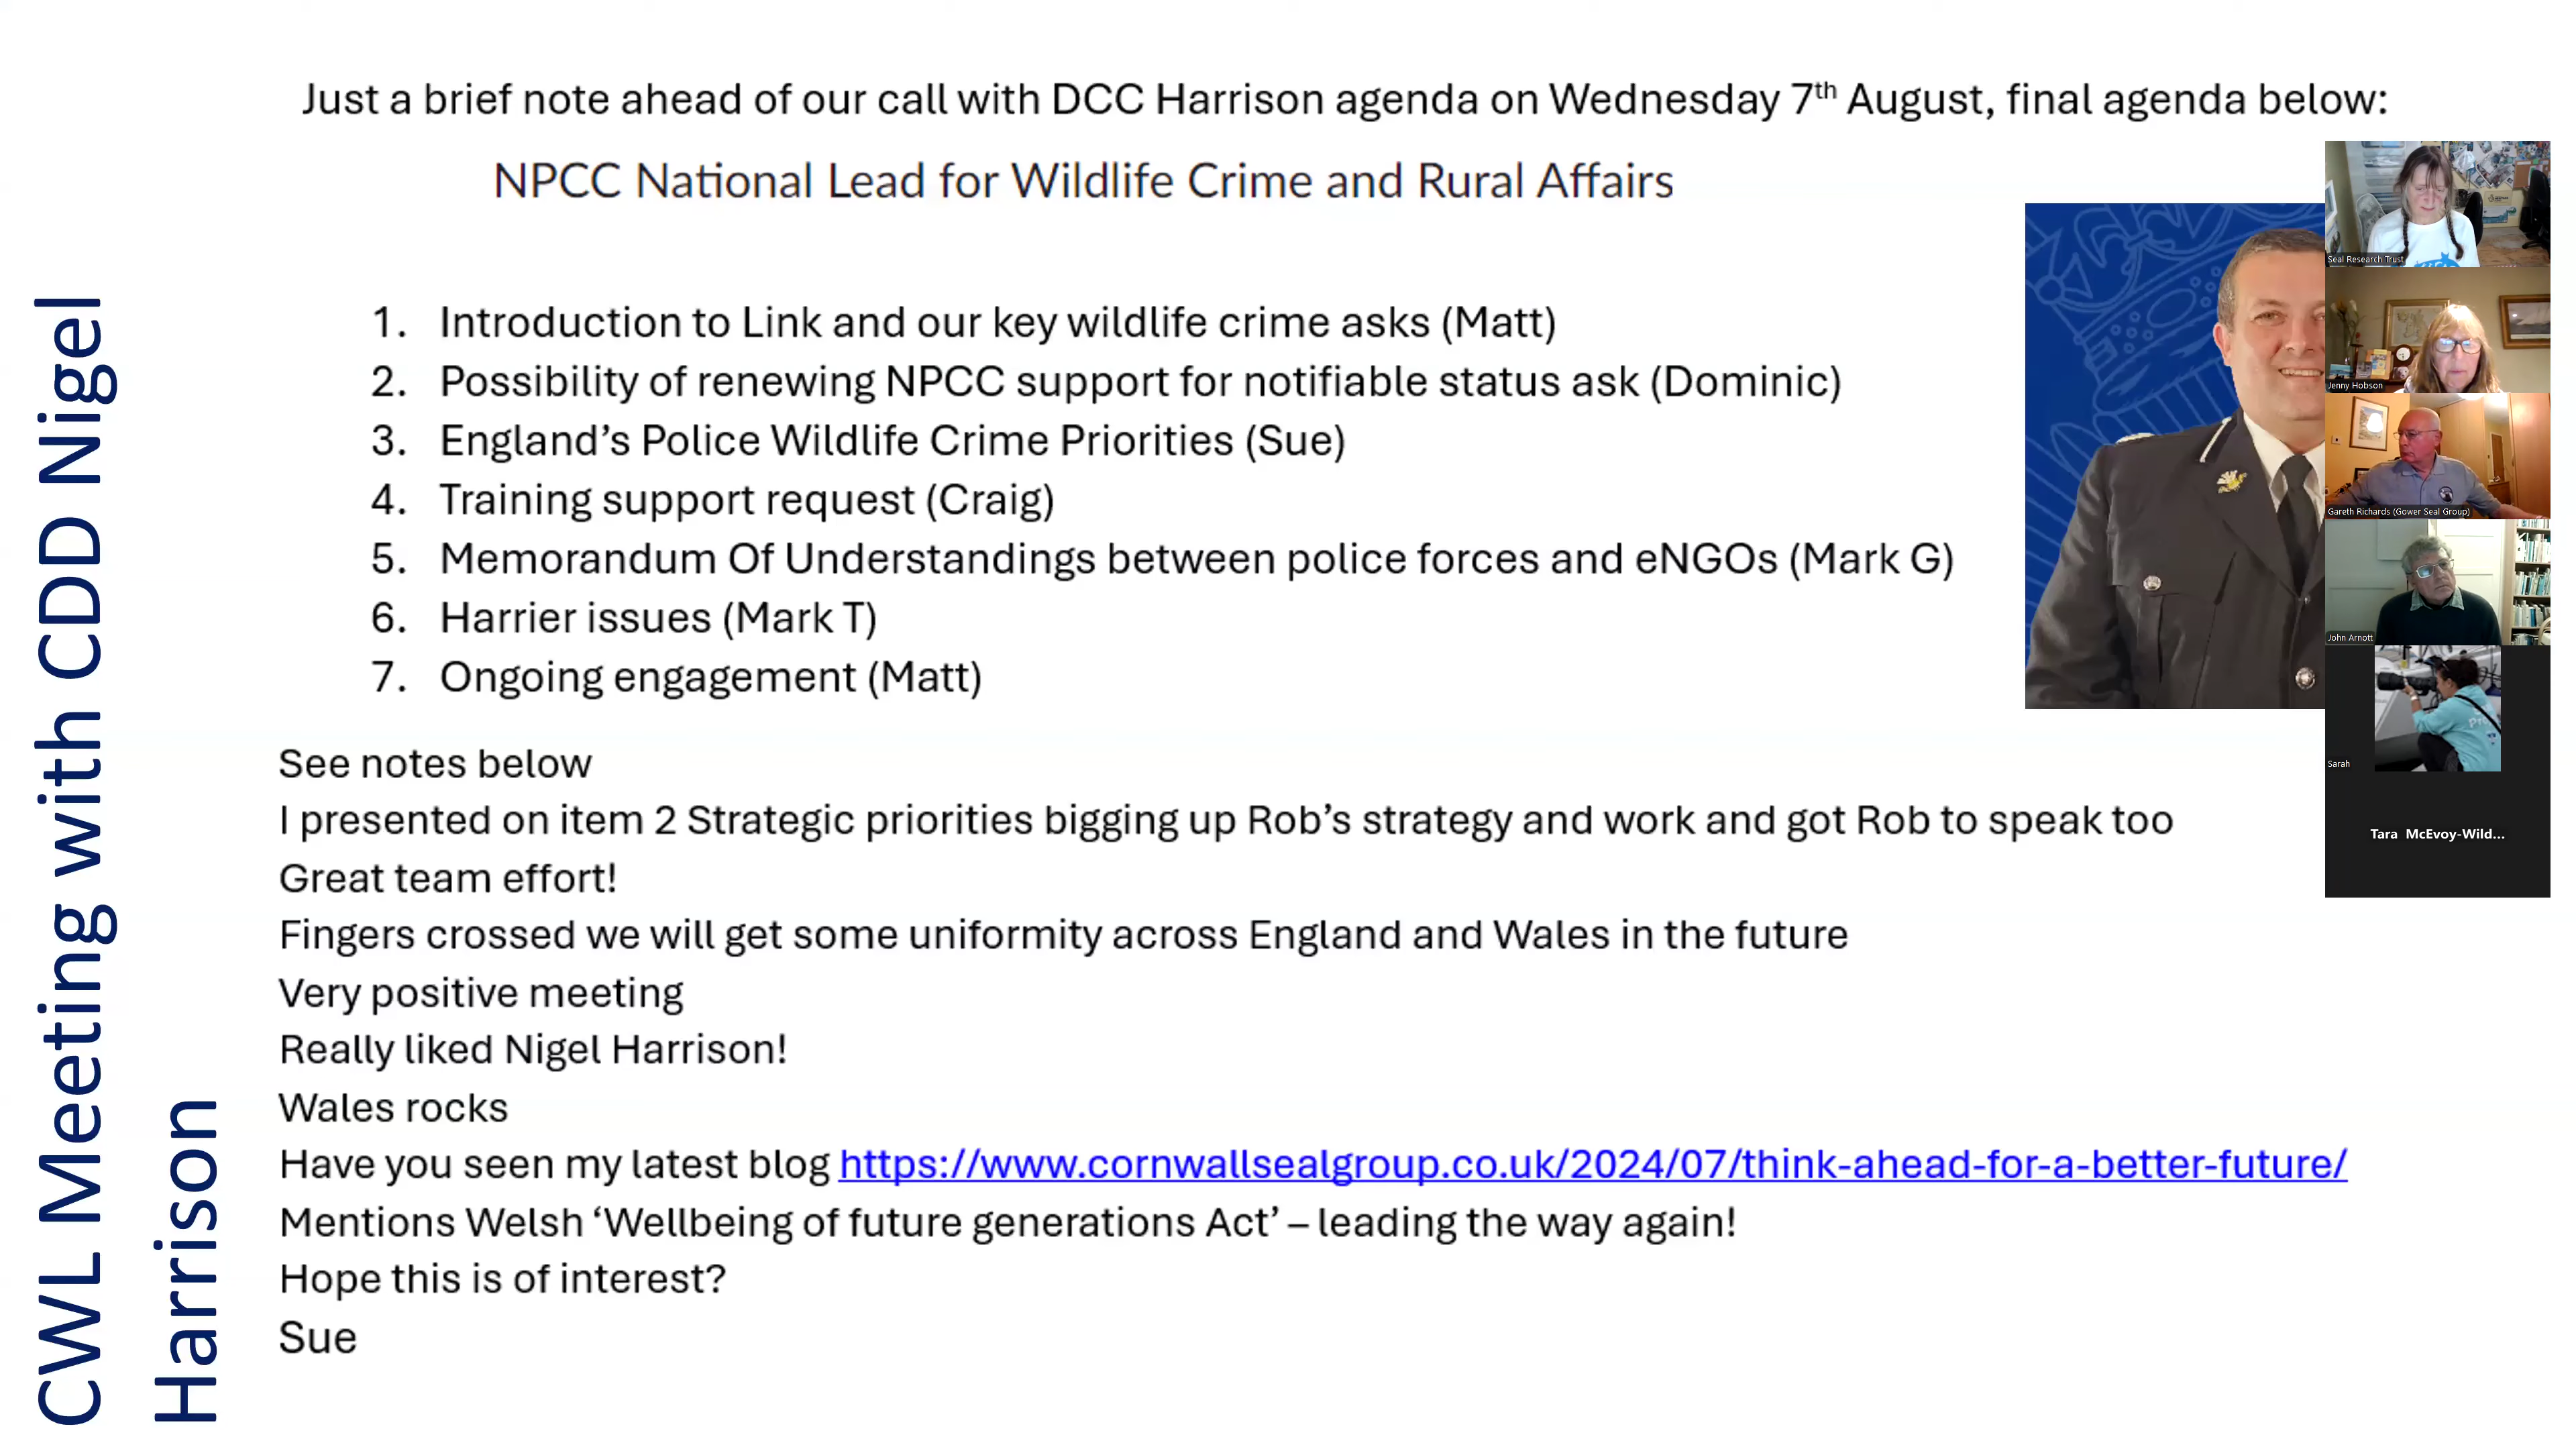 CWL Meeting with CDD Nigel
Harrison
Just a brief note ahead of our call with DCC Harrison agenda on Wednesday 7th August, final agenda below:
NPCC National Lead for Wildlife Crime and Rural Affairs
1. Introduction to Link and our key wildlife crime asks (Matt)
2. Possibility of renewing NPCC support for notifiable status ask (Dominic)
3. England’s Police Wildlife Crime Priorities (Sue)
4. Training support request (Craig)
5. Memorandum Of Understandings between police forces and eNGOs (Mark G)
6. Harrier issues (Mark T)
7. Ongoing engagement (Matt)
See notes below
I presented on item 2 Strategic priorities bigging up Rob’s strategy and work and got Rob to speak too
Great team effort!
Fingers crossed we will get some uniformity across England and Wales in the future
Very positive meeting
Really liked Nigel Harrison!
Wales rocks
Have you seen my latest blog https://www.cornwallsealgroup.co.uk/2024/07/think-ahead-for-a-better-future/
Mentions Welsh ‘Wellbeing of future generations Act’ – leading the way again!
Hope this is of interest?
Sue
Seal Research Trust
Jenny Hobson
Gareth Richards (Gower Seal Group)
John Arnott
Sarah
Tara McEvoy-Wild...